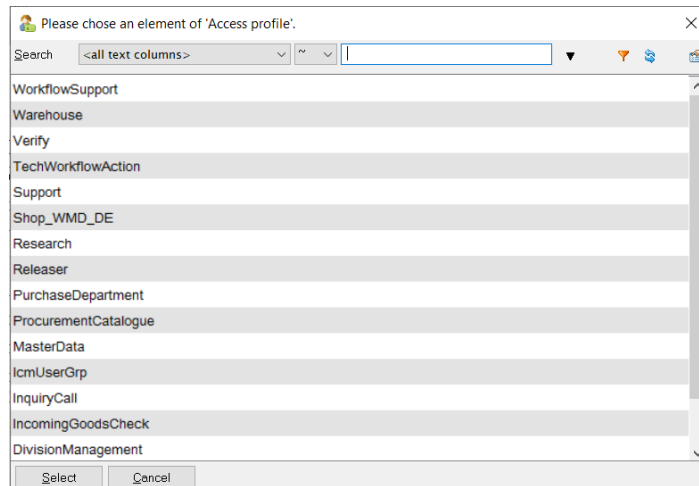 Please chose an element of 'Access profile'.
Search <all text columns> ~
WorkflowSupport
Warehouse
Verify
TechWorkflowAction
Support
Shop_WMD_DE
Research
Releaser
PurchaseDepartment
ProcurementCatalogue
MasterData
IcmUserGrp
InquiryCall
IncomingGoodsCheck
DivisionManagement
Select Cancel